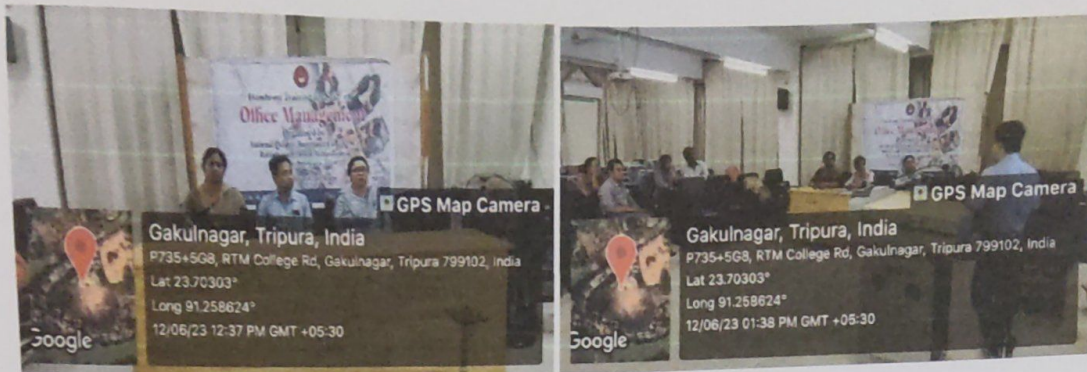 Office Management
GPS Map Camera
Gakulnagar, Tripura, India
P735+5G8, RTM College Rd, Gakulnagar, Tripura 799102, India
Lat 23.70303°
Long 91.258624°
12/06/23 12:37 PM GMT +05:30
Google
Office Management
GPS Map Camera
Gakulnagar, Tripura, India
P735+5G8, RTM College Rd, Gakulnagar, Tripura 799102, India
Lat 23.70303°
Long 91.258624°
12/06/23 01:38 PM GMT +05:30
Google